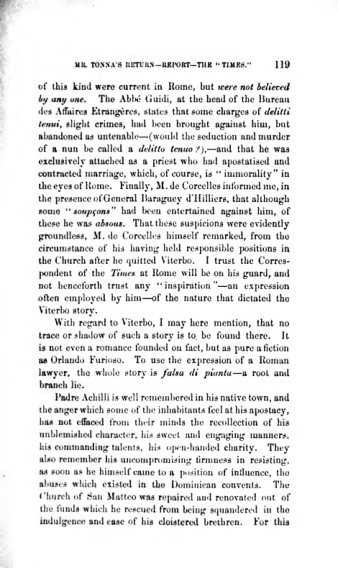 MR. TONNA'S RETURN—REPORT—THE "TIMES." 119
of this kind were current in Rome, but were not believed
by any one. The Abbé Guidi, at the head of the Bureau
des Affaires Etrangères, states that some charges of delitti
tenui, slight crimes, had been brought against him, but
abandoned as untenable—(would the seduction and murder
of a nun be called a delitto tenuo?),—and that he was
exclusively attached as a priest who had apostatised and
contracted marriage, which, of course, is "immorality" in
the eyes of Rome. Finally, M. de Corcelles informed me, in
the presence of General Baraguey d'Hilliers, that although
some "soupçons" had been entertained against him, of
these he was absous. That these suspicions were evidently
groundless, M. de Corcelles himself remarked, from the
circumstance of his having held responsible positions in
the Church after he quitted Viterbo. I trust the Corres-
pondent of the Times at Rome will be on his guard, and
not henceforth trust any "inspiration"—an expression
often employed by him—of the nature that dictated the
Viterbo story.
With regard to Viterbo, I may here mention, that no
trace or shadow of such a story is to be found there. It
is not even a romance founded on fact, but as pure a fiction
as Orlando Furioso. To use the expression of a Roman
lawyer, the whole story is falsa di pianta—a root and
branch lie.
Padre Achilli is well remembered in his native town, and
the anger which some of the inhabitants feel at his apostacy,
has not effaced from their minds the recollection of his
unblemished character, his sweet and engaging manners,
his commanding talents, his open-handed charity. They
also remember his uncompromising firmness in resisting,
as soon as he himself came to a position of influence, the
abuses which existed in the Dominican convents. The
Church of San Matteo was repaired and renovated out of
the funds which he rescued from being squandered in the
indulgence and ease of his cloistered brethren. For this